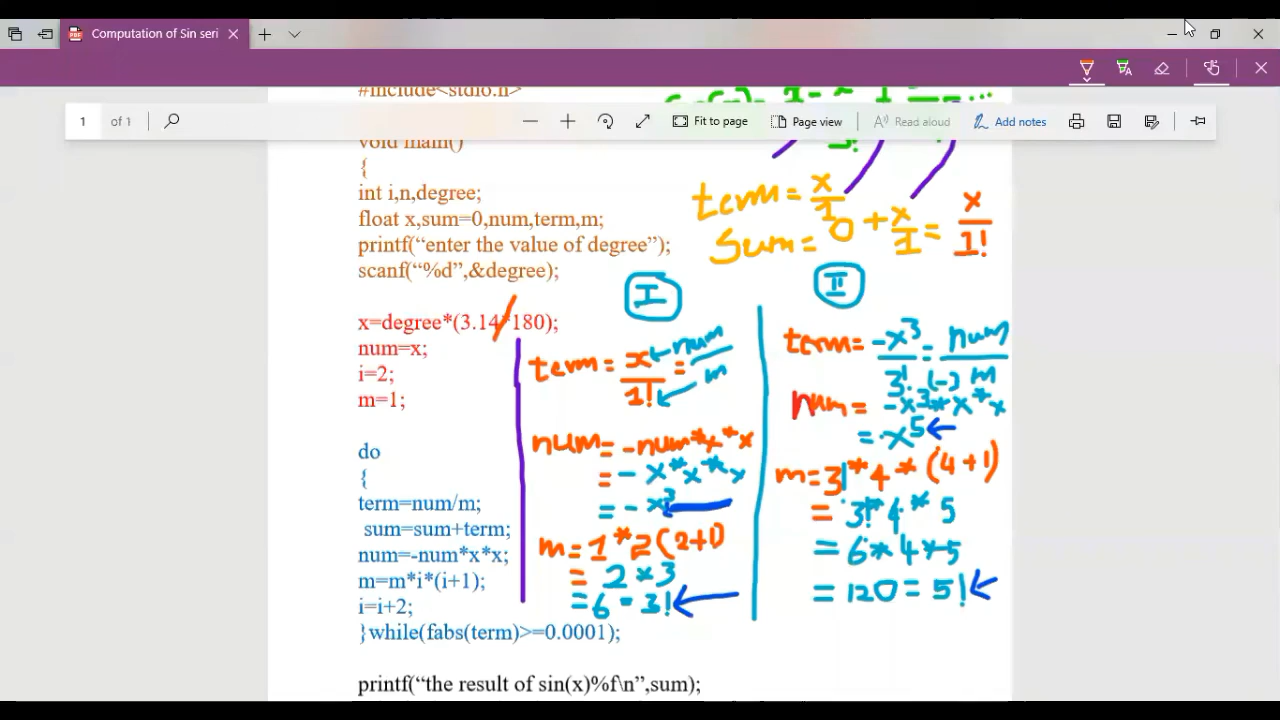 Computation of Sin seri
1 of 1
Fit to page
Page view
Read aloud
Add notes
#include<stdio.h>
void main()
{
int i,n,degree;
float x,sum=0,num,term,m;
printf(“enter the value of degree”);
scanf(“%d”,&degree);
x=degree*(3.14/180);
num=x;
i=2;
m=1;
do
{
term=num/m;
sum=sum+term;
num=-num*x*x;
m=m*i*(i+1);
i=i+2;
}while(fabs(term)>=0.0001);
printf(“the result of sin(x)%f\n”,sum);
term = x/1
sum = 0 + x/1 = x/1!
I
term = x/1! = num/m
num = -num*x*x
= - x*x*x
= - x³
m = 1*2(2+1)
= 2*3
= 6 = 3!
II
term = -x³/3! = num/m
num = (-) -x³*x*x
= x⁵
m = 3!*4*(4+1)
= 3!*4*5
= 6*4*5
= 120 = 5!